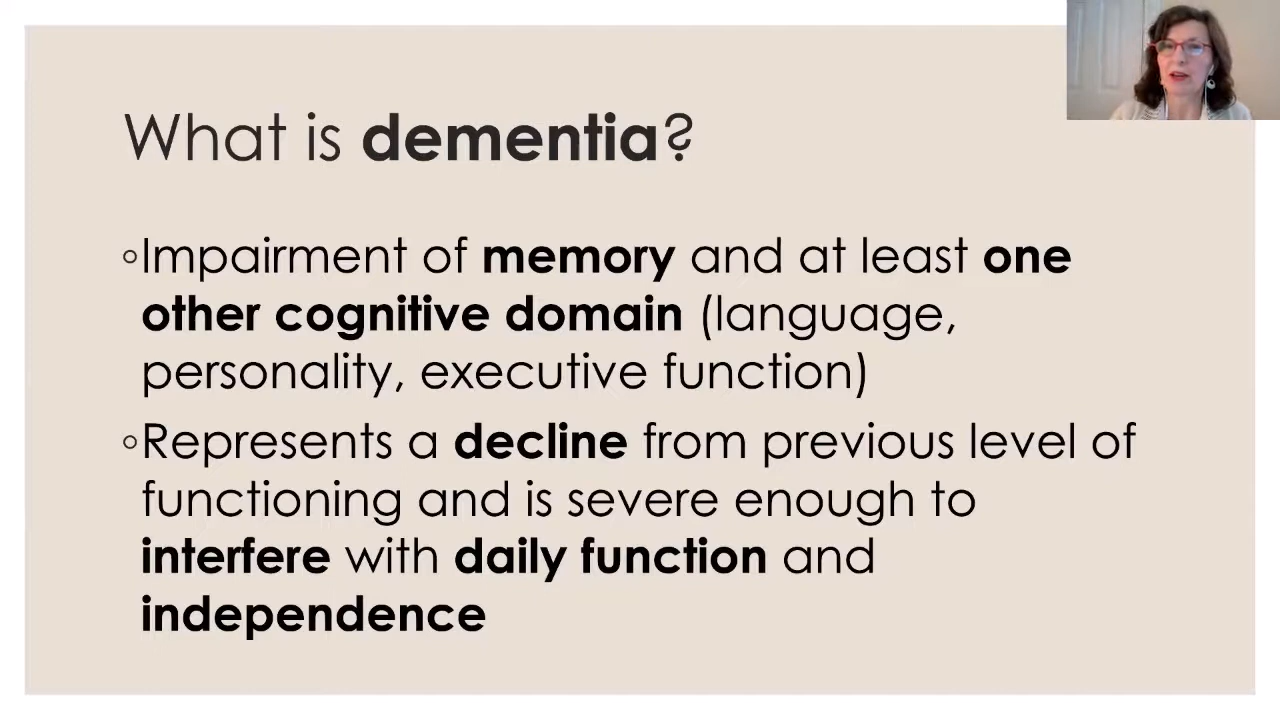 What is dementia?
◦Impairment of memory and at least one
other cognitive domain (language,
personality, executive function)
◦Represents a decline from previous level of
functioning and is severe enough to
interfere with daily function and
independence